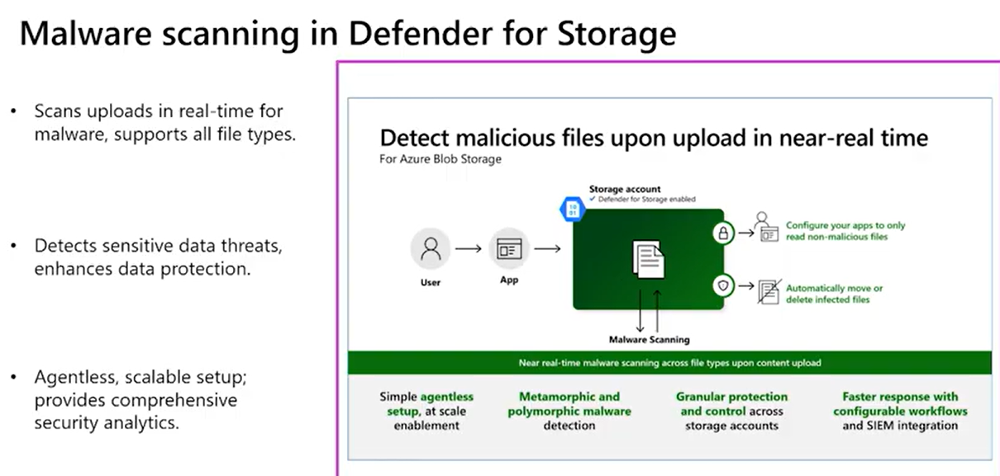 Malware scanning in Defender for Storage
• Scans uploads in real-time for
malware, supports all file types.
• Detects sensitive data threats,
enhances data protection.
• Agentless, scalable setup;
provides comprehensive
security analytics.
Detect malicious files upon upload in near-real time
For Azure Blob Storage
Storage account
✓ Defender for Storage enabled
10
01
User
App
Configure your apps to only
read non-malicious files
Automatically move or
delete infected files
Malware Scanning
Near real-time malware scanning across file types upon content upload
Simple agentless
setup, at scale
enablement
Metamorphic and
polymorphic malware
detection
Granular protection
and control across
storage accounts
Faster response with
configurable workflows
and SIEM integration